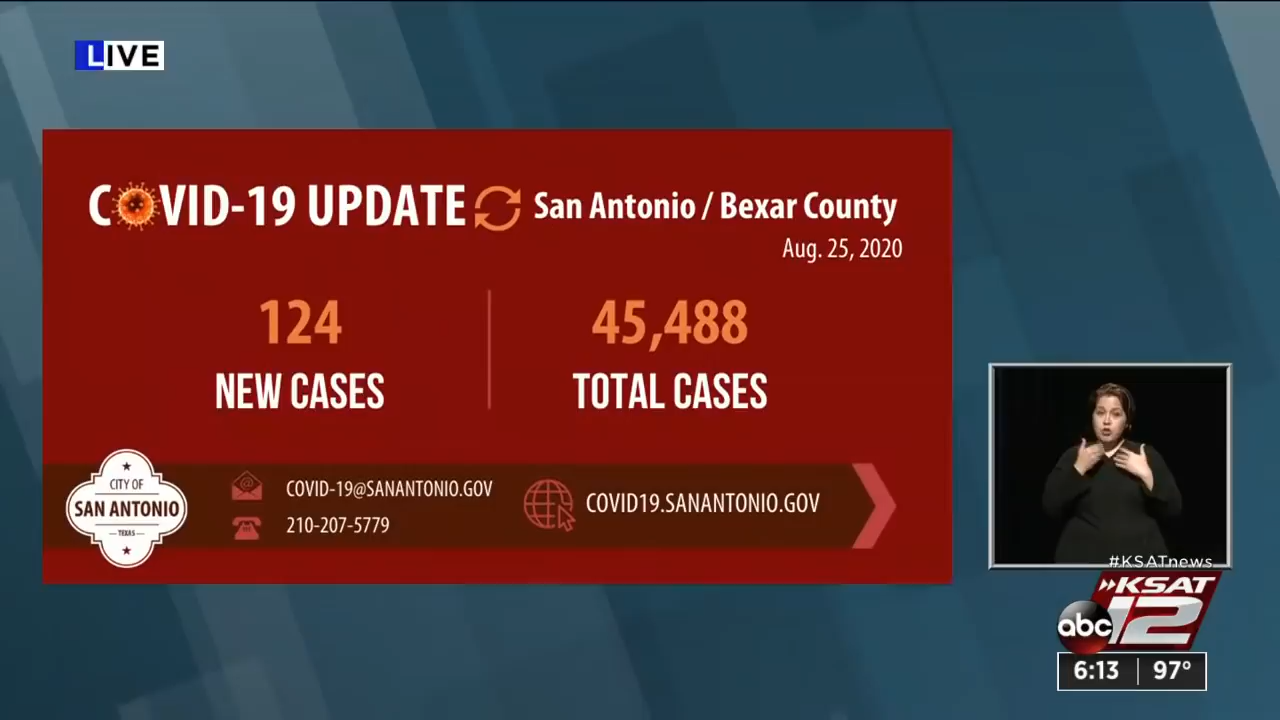 LIVE
COVID-19 UPDATE
San Antonio / Bexar County
Aug. 25, 2020
124
NEW CASES
45,488
TOTAL CASES
CITY OF
SAN ANTONIO
TEXAS
COVID-19@SANANTONIO.GOV
210-207-5779
COVID19.SANANTONIO.GOV
#KSATnews
KSAT
abc 12
6:13 97°